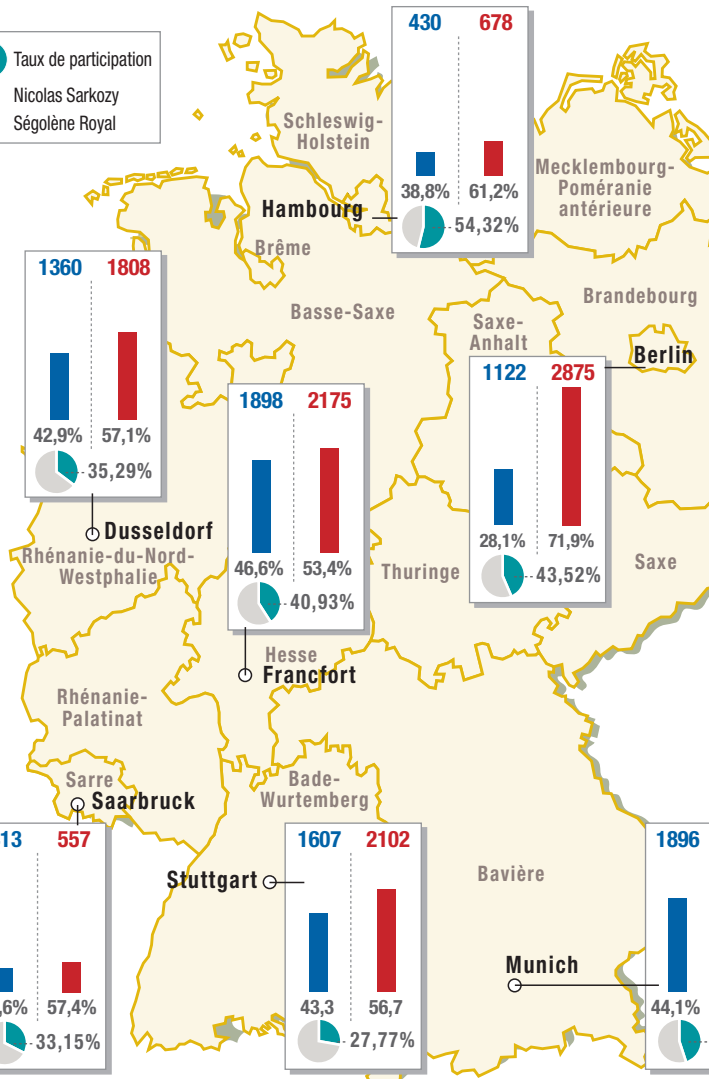 Taux de participation
Nicolas Sarkozy
Ségolène Royal
430 678
38,8% 61,2%
54,32%
Schleswig-
Holstein
Hambourg
Mecklembourg-
Poméranie
antérieure
Brême
Basse-Saxe
Brandebourg
Saxe-
Anhalt
Berlin
1360 1808
42,9% 57,1%
35,29%
Dusseldorf
Rhénanie-du-Nord-
Westphalie
1898 2175
46,6% 53,4%
40,93%
Hesse
Francfort
1122 2875
28,1% 71,9%
43,52%
Thuringe
Saxe
Rhénanie-
Palatinat
Sarre
Saarbruck
13 557
,6% 57,4%
33,15%
Bade-
Wurtemberg
Stuttgart
1607 2102
43,3 56,7
27,77%
Bavière
Munich
1896
44,1%